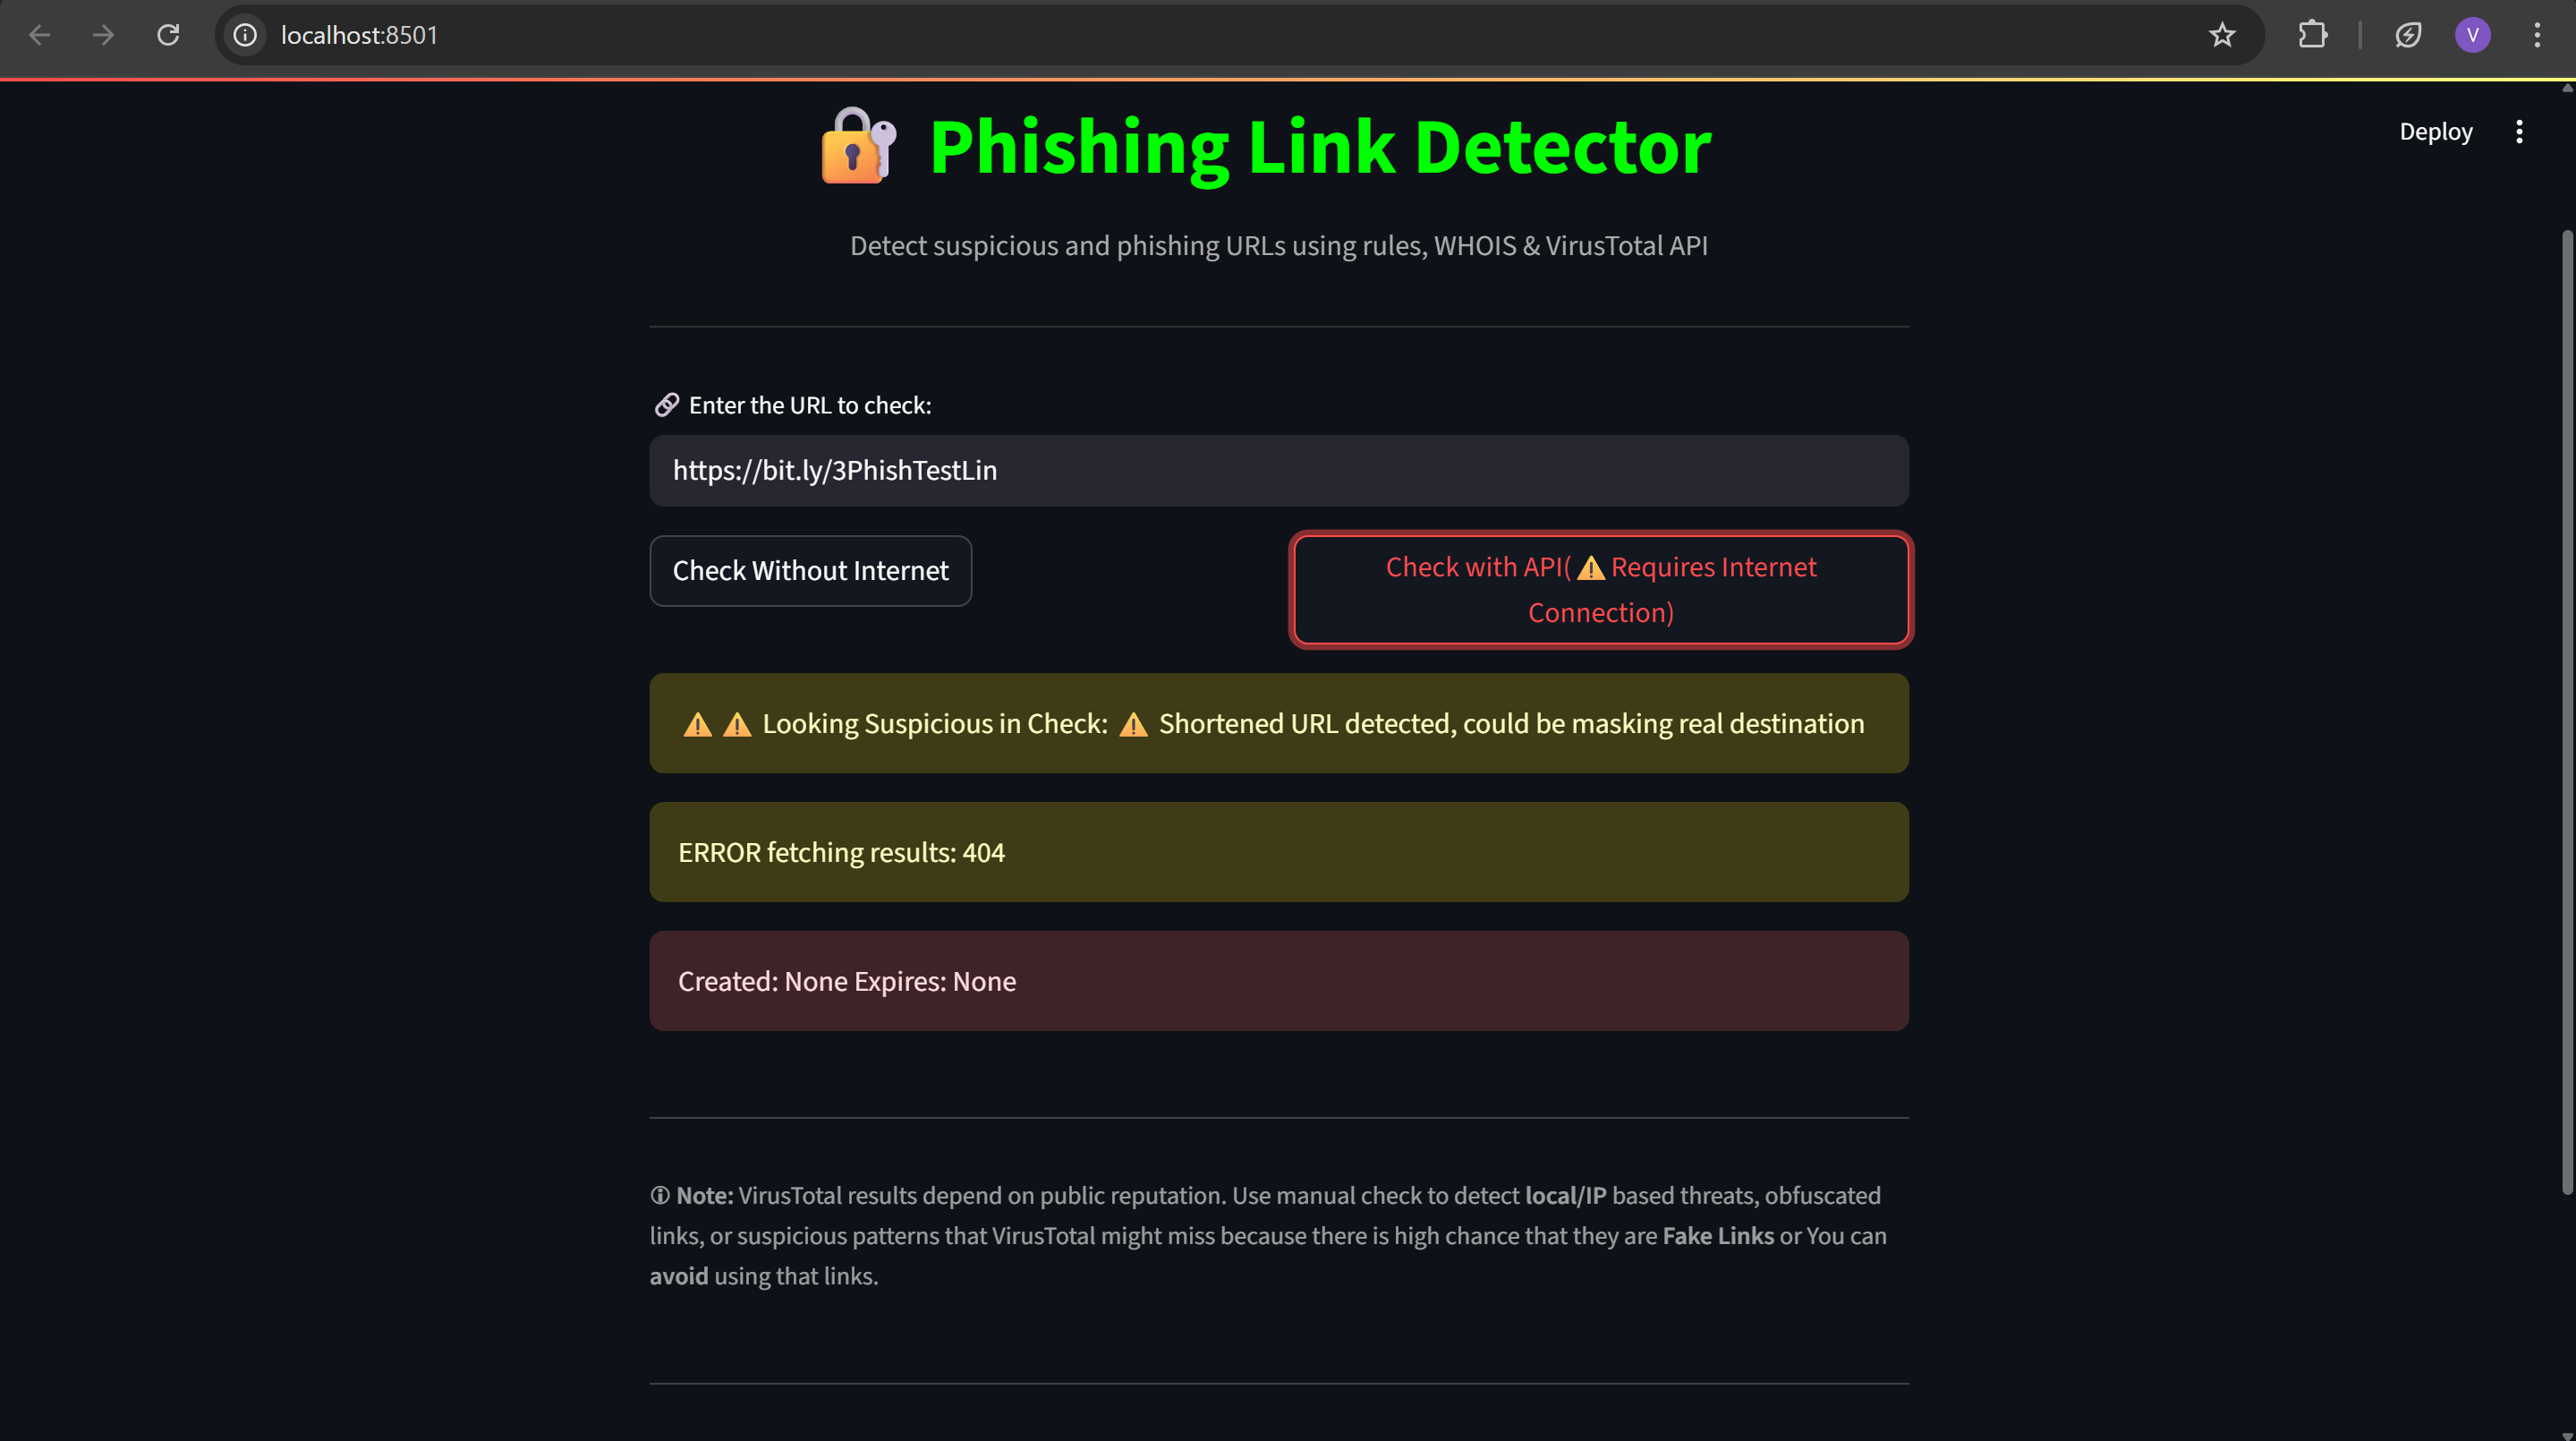 localhost:8501
V
Phishing Link Detector
Deploy
Detect suspicious and phishing URLs using rules, WHOIS & VirusTotal API
Enter the URL to check:
https://bit.ly/3PhishTestLin
Check Without Internet
Check with API(⚠️Requires Internet
Connection)
⚠️⚠️ Looking Suspicious in Check: ⚠️ Shortened URL detected, could be masking real destination
ERROR fetching results: 404
Created: None Expires: None
Note: VirusTotal results depend on public reputation. Use manual check to detect local/IP based threats, obfuscated
links, or suspicious patterns that VirusTotal might miss because there is high chance that they are Fake Links or You can
avoid using that links.